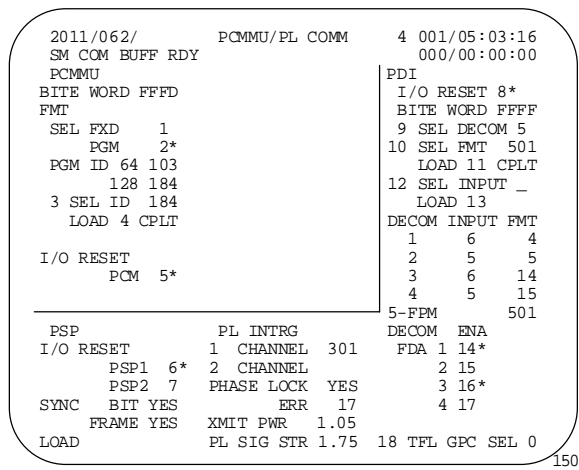 2011/062/ PCMMU/PL COMM 4 001/05:03:16
SM COM BUFF RDY 000/00:00:00
PCMMU PDI
BITE WORD FFFD I/O RESET 8*
FMT BITE WORD FFFF
SEL FXD 1 9 SEL DECOM 5
PGM 2* 10 SEL FMT 501
PGM ID 64 103 LOAD 11 CPLT
128 184 12 SEL INPUT _
3 SEL ID 184 LOAD 13
LOAD 4 CPLT DECOM INPUT FMT
1 6 4
I/O RESET 2 5 5
PCM 5* 3 6 14
4 5 15
5-FPM 501
PSP PL INTRG DECOM ENA
I/O RESET 1 CHANNEL 301 FDA 1 14*
PSP1 6* 2 CHANNEL 2 15
PSP2 7 PHASE LOCK YES 3 16*
SYNC BIT YES ERR 17 4 17
FRAME YES XMIT PWR 1.05
LOAD PL SIG STR 1.75 18 TFL GPC SEL 0
150